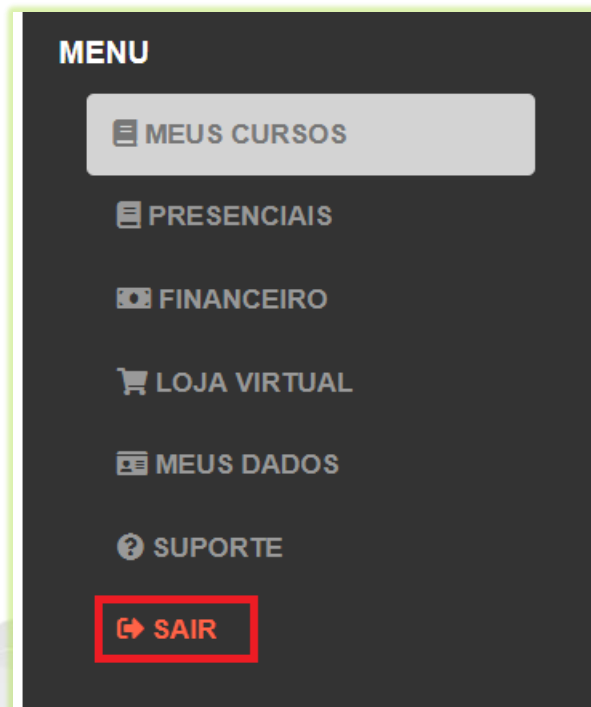 MENU
MEUS CURSOS
PRESENCIAIS
FINANCEIRO
LOJA VIRTUAL
MEUS DADOS
SUPORTE
SAIR